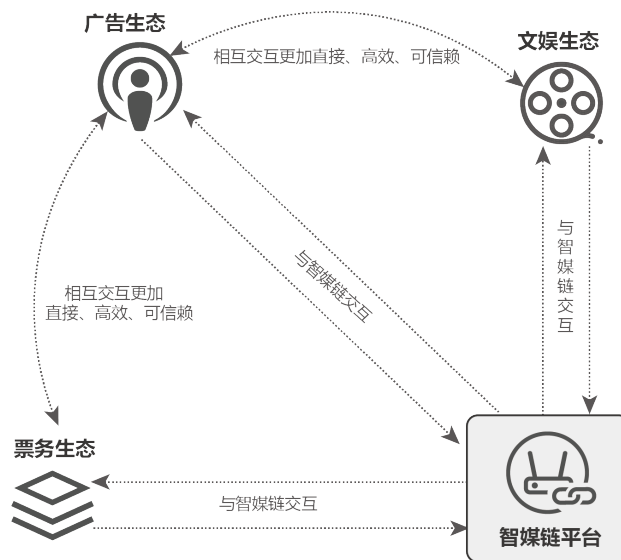 广告生态
文娱生态
相互交互更加直接、高效、可信赖
与智媒链交互
与智媒链交互
相互交互更加
直接、高效、可信赖
票务生态
与智媒链交互
智媒链平台